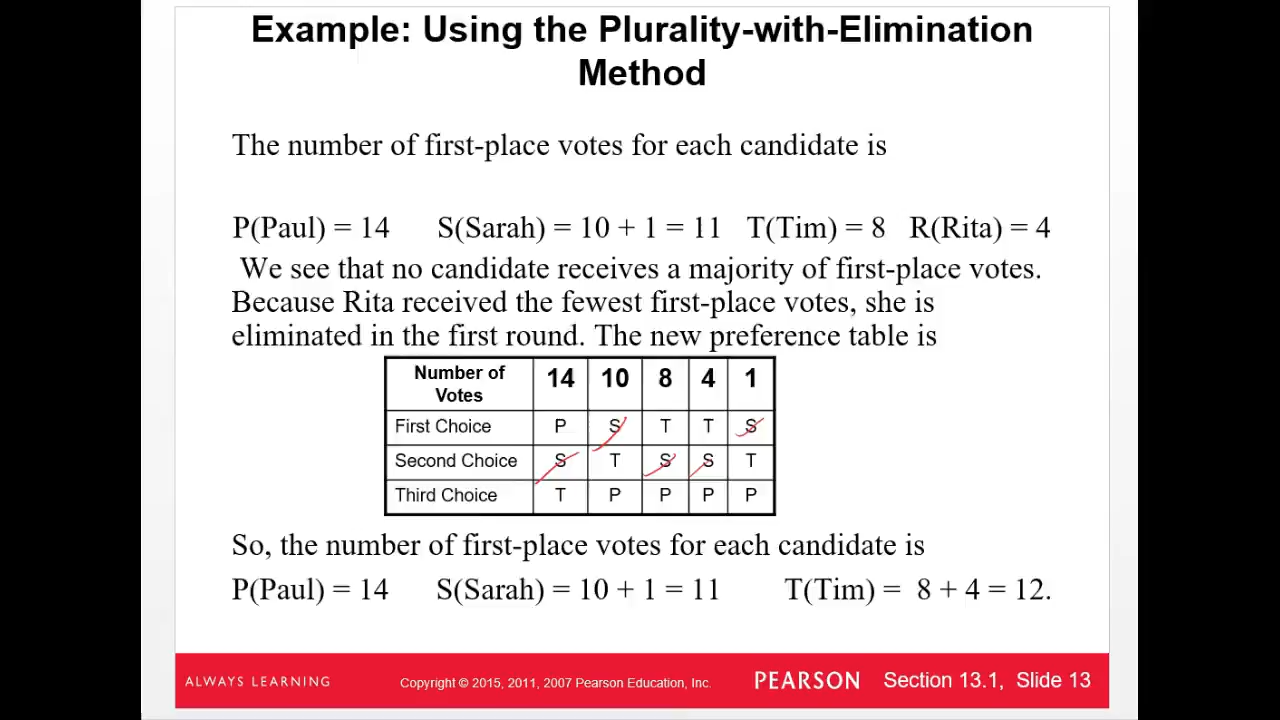 Example: Using the Plurality-with-Elimination
Method
The number of first-place votes for each candidate is
P(Paul) = 14 S(Sarah) = 10 + 1 = 11 T(Tim) = 8 R(Rita) = 4
We see that no candidate receives a majority of first-place votes.
Because Rita received the fewest first-place votes, she is
eliminated in the first round. The new preference table is
Number of Votes 14 10 8 4 1
First Choice P S T T S
Second Choice S T S S T
Third Choice T P P P P
So, the number of first-place votes for each candidate is
P(Paul) = 14 S(Sarah) = 10 + 1 = 11 T(Tim) = 8 + 4 = 12.
ALWAYS LEARNING Copyright © 2015, 2011, 2007 Pearson Education, Inc. PEARSON Section 13.1, Slide 13